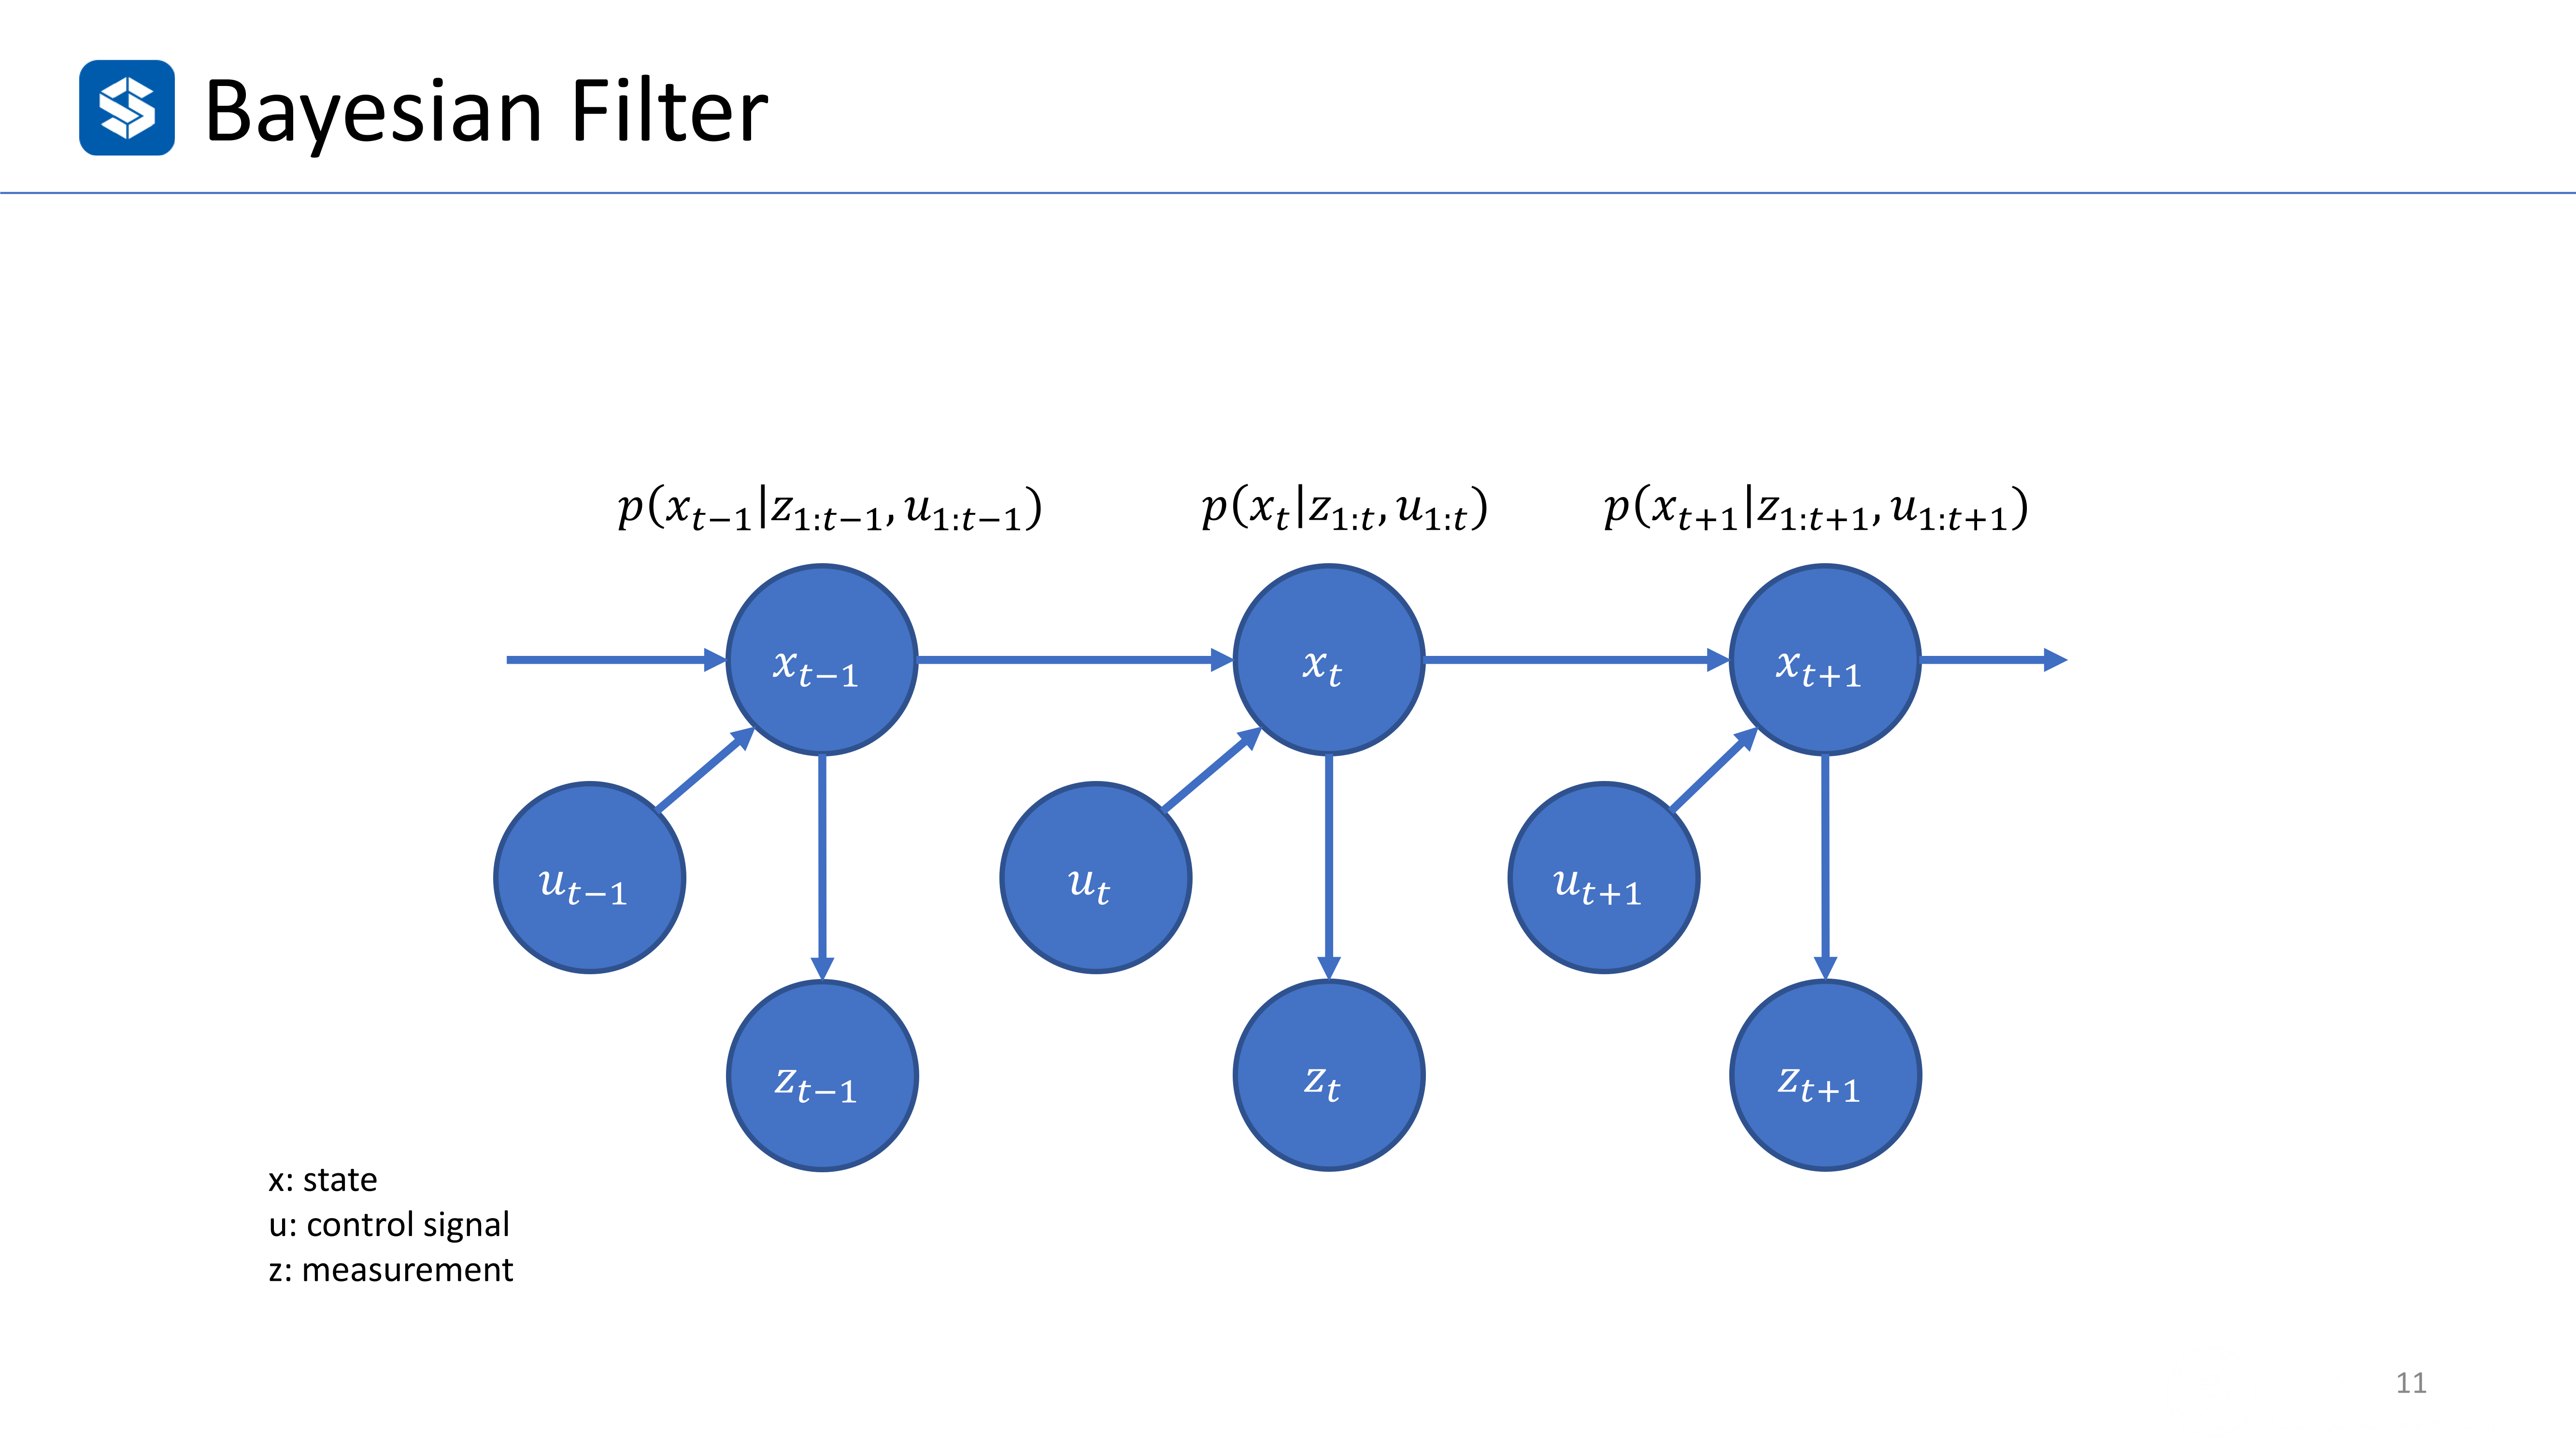 Bayesian Filter
p(x_{t−1}|z_{1:t−1}, u_{1:t−1})
p(x_t|z_{1:t}, u_{1:t})
p(x_{t+1}|z_{1:t+1}, u_{1:t+1})
x_{t−1}
x_t
x_{t+1}
u_{t−1}
u_t
u_{t+1}
z_{t−1}
z_t
z_{t+1}
x: state
u: control signal
z: measurement
11